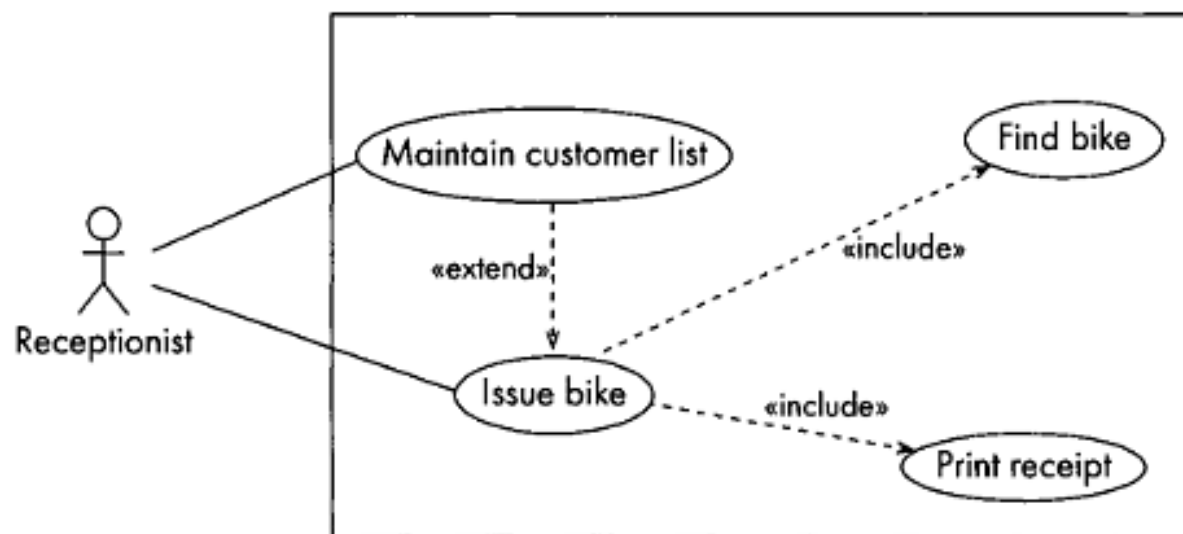 Maintain customer list
Find bike
«include»
«extend»
Receptionist
Issue bike
«include»
Print receipt